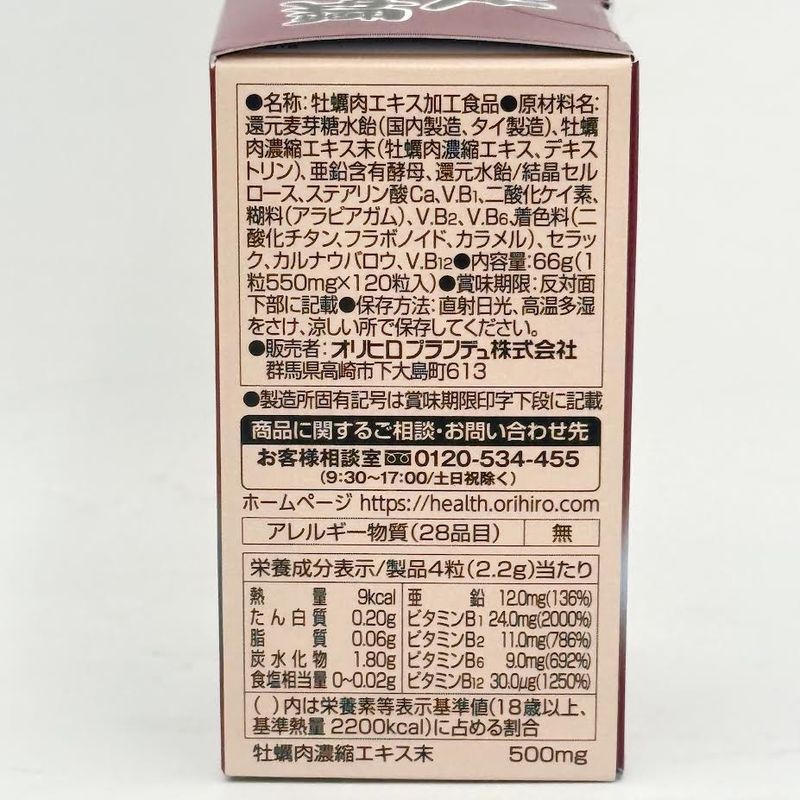 ●名称:牡蠣肉エキス加工食品●原材料名:
還元麦芽糖水飴(国内製造、タイ製造)、牡蠣
肉濃縮エキス末(牡蠣肉濃縮エキス、デキス
トリン)、亜鉛含有酵母、還元水飴/結晶セル
ロース、ステアリン酸Ca、V.B1、二酸化ケイ素、
糊料(アラビアガム)、V.B2、V.B6、着色料(二
酸化チタン、フラボノイド、カラメル)、セラッ
ク、カルナウバロウ、V.B12●内容量:66g(1
粒550mg×120粒入)●賞味期限:反対面
下部に記載●保存方法:直射日光、高温多湿
をさけ、涼しい所で保存してください。
●販売者:オリヒロプランデュ株式会社
群馬県高崎市下大島町613
●製造所固有記号は賞味期限印字下段に記載
商品に関するご相談・お問い合わせ先
お客様相談室 0120-534-455
(9:30~17:00/土日祝除く)
ホームページ https://health.orihiro.com
アレルギー物質(28品目) 無
栄養成分表示/製品4粒(2.2g)当たり
熱量 9kcal 亜鉛 12.0mg(136%)
たん白質 0.20g ビタミンB1 24.0mg(2000%)
脂質 0.06g ビタミンB2 11.0mg(786%)
炭水化物 1.80g ビタミンB6 9.0mg(692%)
食塩相当量 0~0.02g ビタミンB12 30.0μg(1250%)
( )内は栄養素等表示基準値(18歳以上、
基準熱量 2200kcal)に占める割合
牡蠣肉濃縮エキス末 500mg